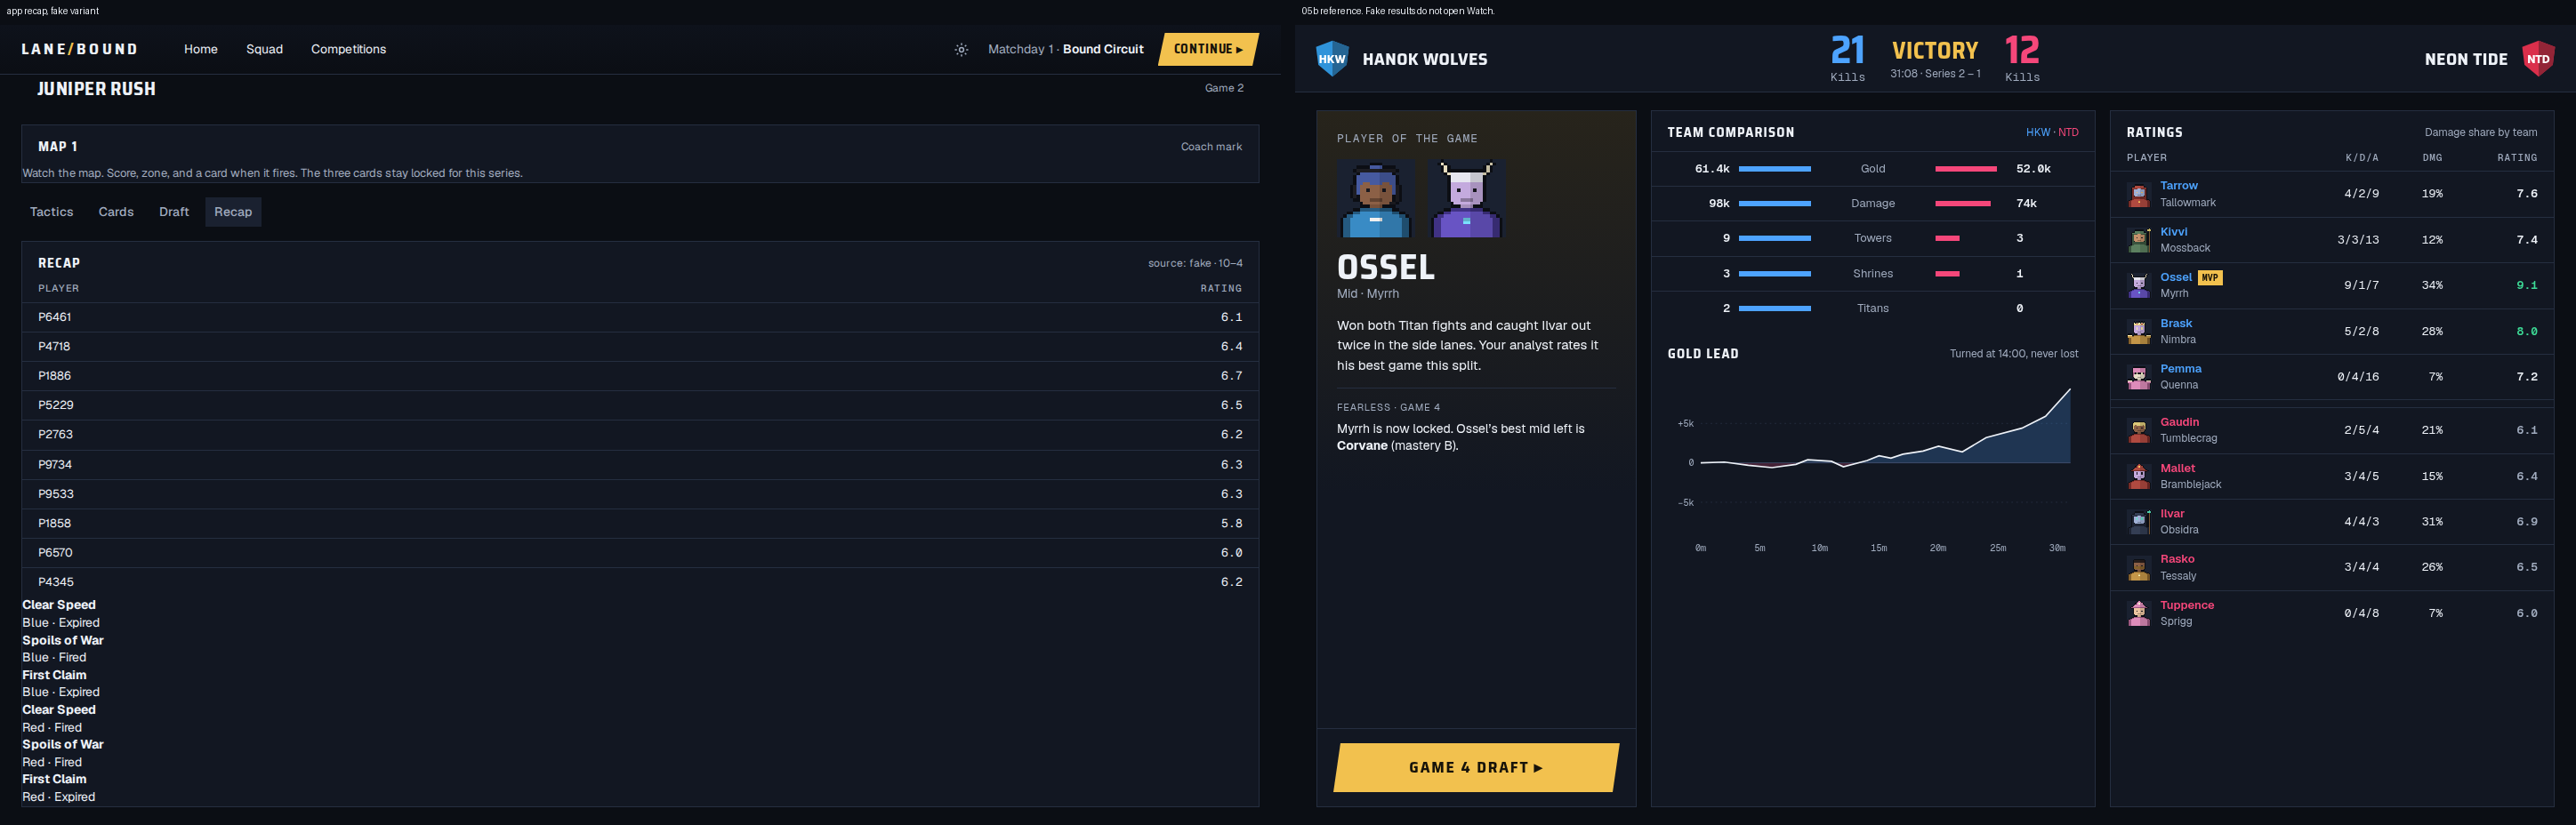 app recap, fake variant
LANE/BOUND
Home
Squad
Competitions
Matchday 1 · Bound Circuit
CONTINUE ▸
JUNIPER RUSH
Game 2
MAP 1
Coach mark
Watch the map. Score, zone, and a card when it fires. The three cards stay locked for this series.
Tactics
Cards
Draft
Recap
RECAP
source: fake · 10–4
PLAYER RATING
P6461 6.1
P4718 6.4
P1886 6.7
P5229 6.5
P2763 6.2
P9734 6.3
P9533 6.3
P1858 5.8
P6570 6.0
P4345 6.2
Clear Speed
Blue · Expired
Spoils of War
Blue · Fired
First Claim
Blue · Expired
Clear Speed
Red · Fired
Spoils of War
Red · Fired
First Claim
Red · Expired
05b reference. Fake results do not open Watch.
HKW
HANOK WOLVES
21
Kills
VICTORY
31:08 · Series 2 – 1
12
Kills
NEON TIDE
NTD
PLAYER OF THE GAME
OSSEL
Mid · Myrrh
Won both Titan fights and caught Ilvar out
twice in the side lanes. Your analyst rates it
his best game this split.
FEARLESS · GAME 4
Myrrh is now locked. Ossel's best mid left is
Corvane (mastery B).
GAME 4 DRAFT ▸
TEAM COMPARISON
HKW · NTD
61.4k Gold 52.0k
98k Damage 74k
9 Towers 3
3 Shrines 1
2 Titans 0
GOLD LEAD
Turned at 14:00, never lost
+5k
0
−5k
0m 5m 10m 15m 20m 25m 30m
RATINGS
Damage share by team
PLAYER K/D/A DMG RATING
Tarrow
Tallowmark
4/2/9 19% 7.6
Kivvi
Mossback
3/3/13 12% 7.4
Ossel MVP
Myrrh
9/1/7 34% 9.1
Brask
Nimbra
5/2/8 28% 8.0
Pemma
Quenna
0/4/16 7% 7.2
Gaudin
Tumblecrag
2/5/4 21% 6.1
Mallet
Bramblejack
3/4/5 15% 6.4
Ilvar
Obsidra
4/4/3 31% 6.9
Rasko
Tessaly
3/4/4 26% 6.5
Tuppence
Sprigg
0/4/8 7% 6.0